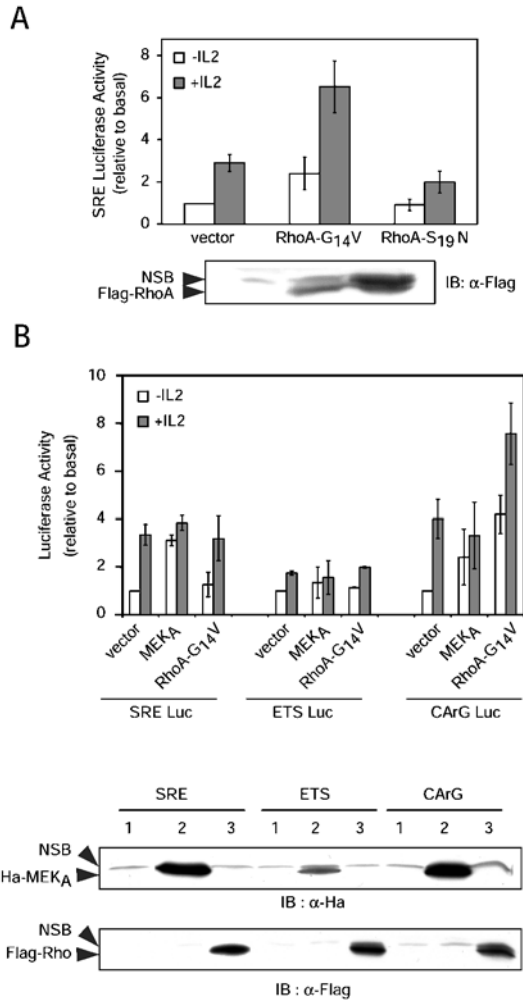 A
SRE Luciferase Activity
(relative to basal)
8
6
4
2
0
-IL2
+IL2
vector
RhoA-G14V
RhoA-S19 N
NSB
Flag-RhoA
IB: α-Flag
B
Luciferase Activity
(relative to basal)
10
8
6
4
2
0
-IL2
+IL2
vector
MEKA
RhoA-G14V
vector
MEKA
RhoA-G14V
vector
MEKA
RhoA-G14V
SRE Luc
ETS Luc
CArG Luc
SRE
ETS
CArG
1 2 3 1 2 3 1 2 3
NSB
Ha-MEKA
IB : α-Ha
NSB
Flag-Rho
IB : α-Flag